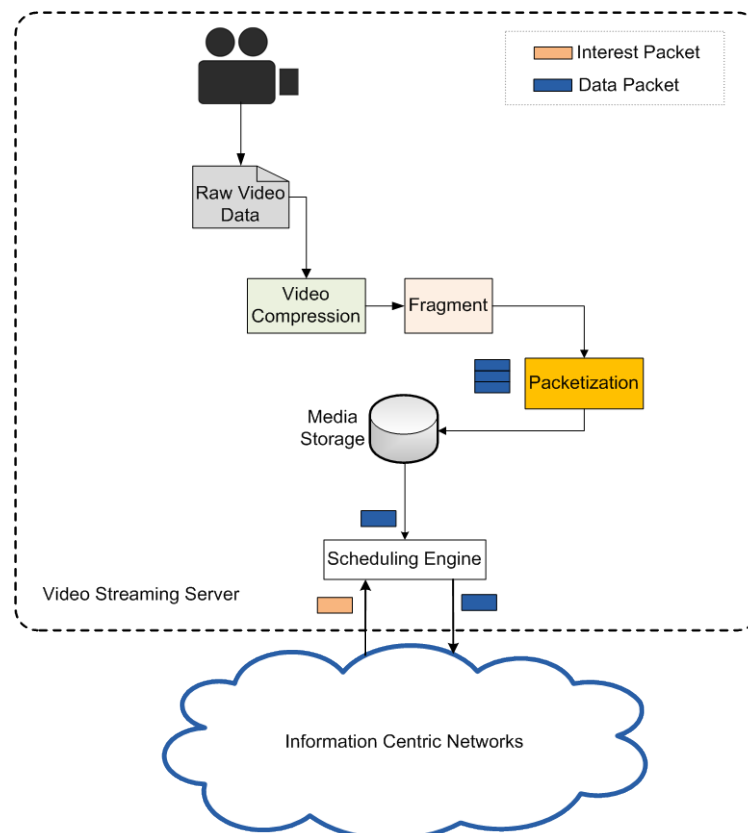 Interest Packet
Data Packet
Raw Video
Data
Video
Compression
Fragment
Packetization
Media
Storage
Scheduling Engine
Video Streaming Server
Information Centric Networks